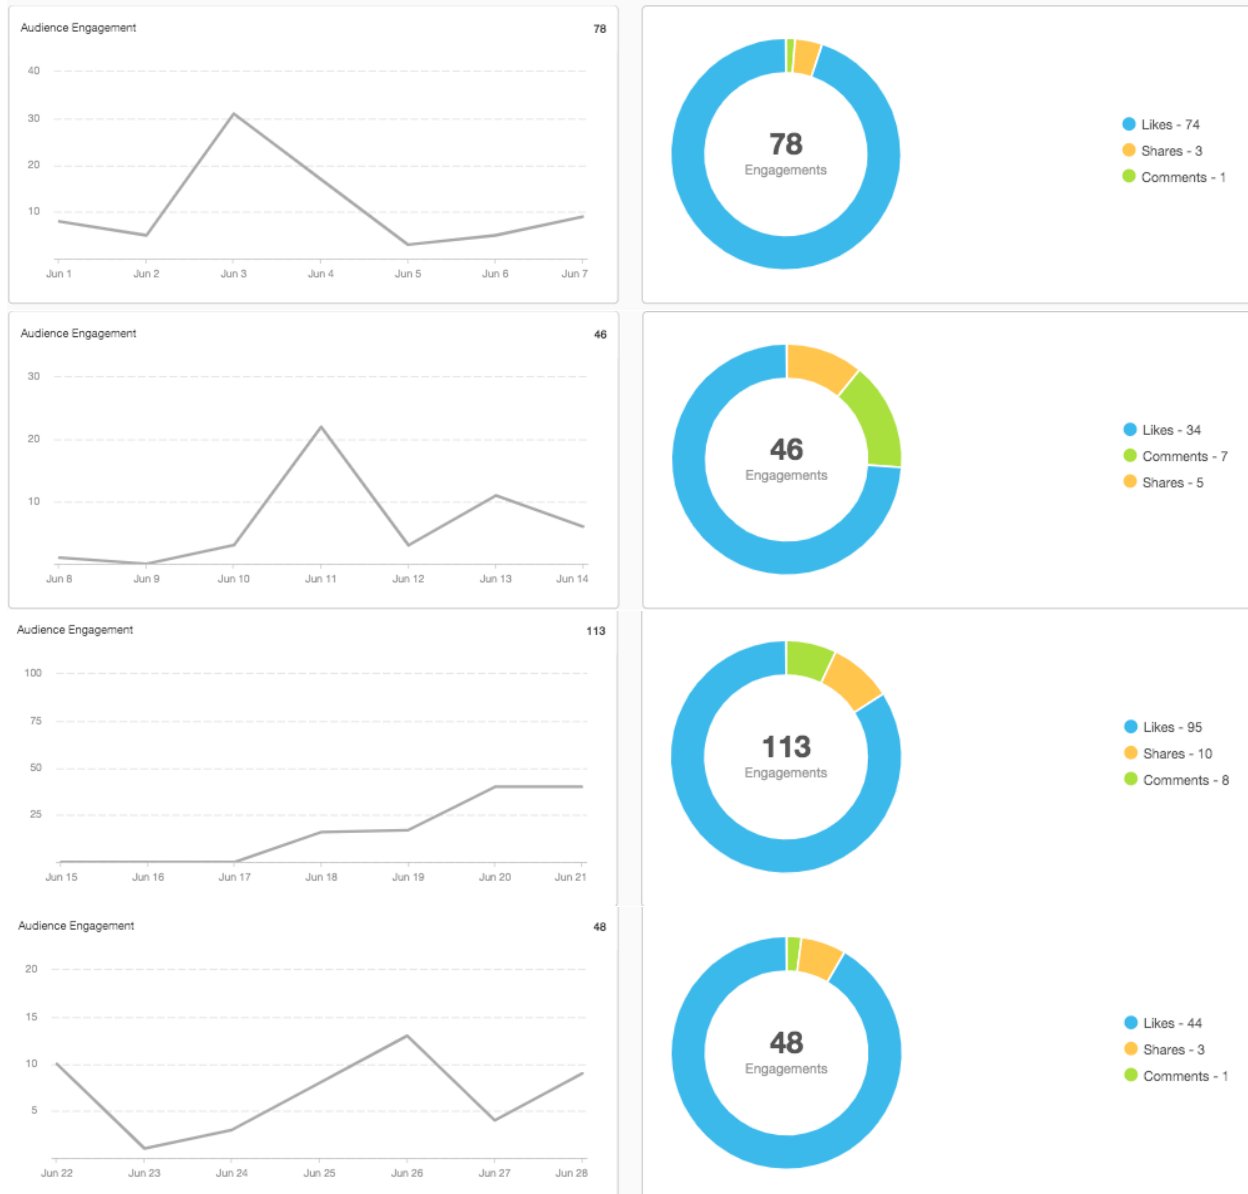 Audience Engagement 78
40
30
20
10
Jun 1 Jun 2 Jun 3 Jun 4 Jun 5 Jun 6 Jun 7
78
Engagements
Likes - 74
Shares - 3
Comments - 1
Audience Engagement 46
30
20
10
Jun 8 Jun 9 Jun 10 Jun 11 Jun 12 Jun 13 Jun 14
46
Engagements
Likes - 34
Comments - 7
Shares - 5
Audience Engagement 113
100
75
50
25
Jun 15 Jun 16 Jun 17 Jun 18 Jun 19 Jun 20 Jun 21
113
Engagements
Likes - 95
Shares - 10
Comments - 8
Audience Engagement 48
20
15
10
5
Jun 22 Jun 23 Jun 24 Jun 25 Jun 26 Jun 27 Jun 28
48
Engagements
Likes - 44
Shares - 3
Comments - 1